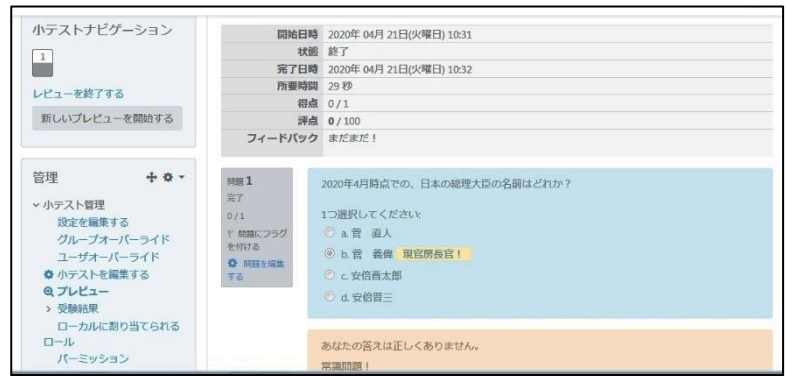 小テストナビゲーション
1
レビューを終了する
新しいプレビューを開始する
管理
小テスト管理
設定を編集する
グループオーバーライド
ユーザオーバーライド
小テストを編集する
プレビュー
受験結果
ローカルに割り当てられる
ロール
パーミッション
開始日時 2020年 04月 21日(火曜日) 10:31
状態 終了
完了日時 2020年 04月 21日(火曜日) 10:32
所要時間 29 秒
得点 0/1
評点 0/100
フィードバック まだまだ！
問題 1
完了
0/1
問題にフラグ
を付ける
問題を編集
する
2020年4月時点での、日本の総理大臣の名前はどれか？
1つ選択してください:
a. 菅　直人
b. 菅　義偉 現官房長官！
c. 安倍晋太郎
d. 安倍晋三
あなたの答えは正しくありません。
常識問題！